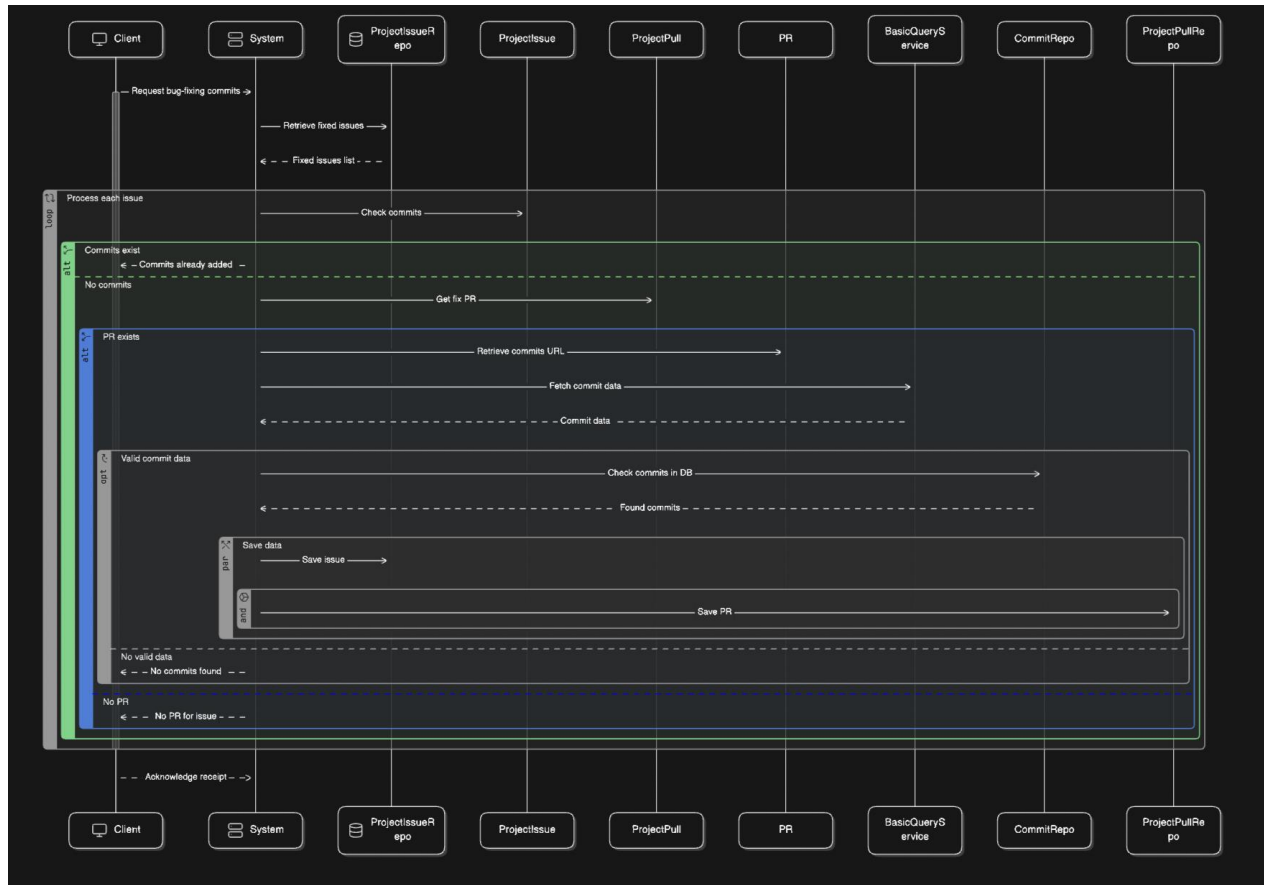 Client
System
ProjectIssueR
epo
ProjectIssue
ProjectPull
PR
BasicQueryS
ervice
CommitRepo
ProjectPullRe
po
Request bug-fixing commits
Retrieve fixed issues
Fixed issues list
loop
Process each issue
Check commits
alt
Commits exist
Commits already added
No commits
Get fix PR
alt
PR exists
Retrieve commits URL
Fetch commit data
Commit data
opt
Valid commit data
Check commits in DB
Found commits
par
Save data
Save issue
and
Save PR
No valid data
No commits found
No PR
No PR for issue
Acknowledge receipt
Client
System
ProjectIssueR
epo
ProjectIssue
ProjectPull
PR
BasicQueryS
ervice
CommitRepo
ProjectPullRe
po